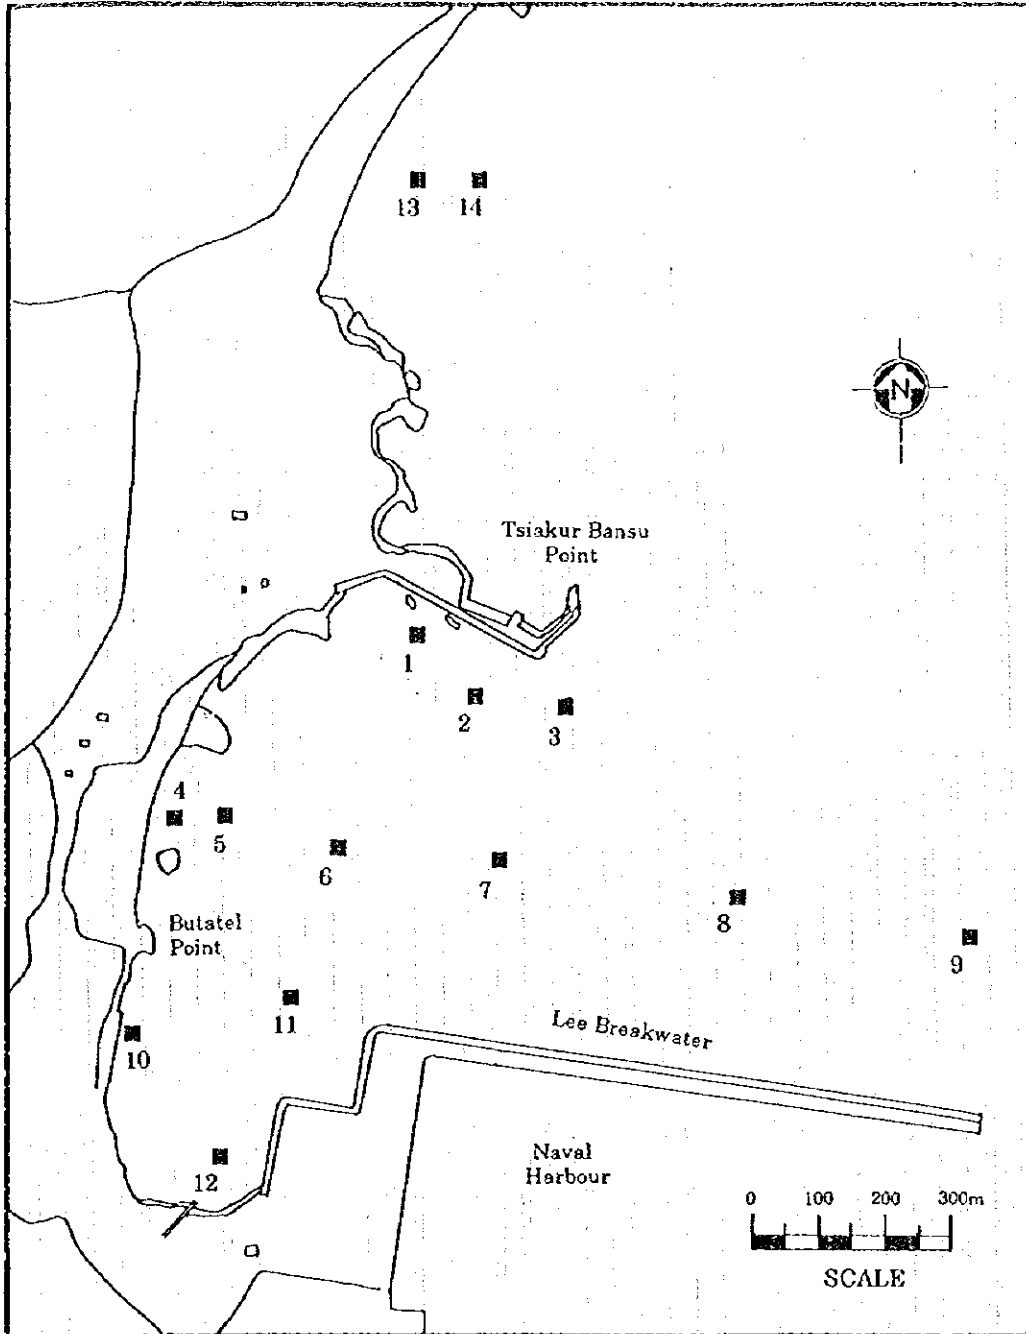 13 14
N
Tsiakur Bansu
Point
1
2 3
4
5
6
7
8
9
Butatel
Point
11
10
Lee Breakwater
12
Naval
Harbour
0 100 200 300m
SCALE